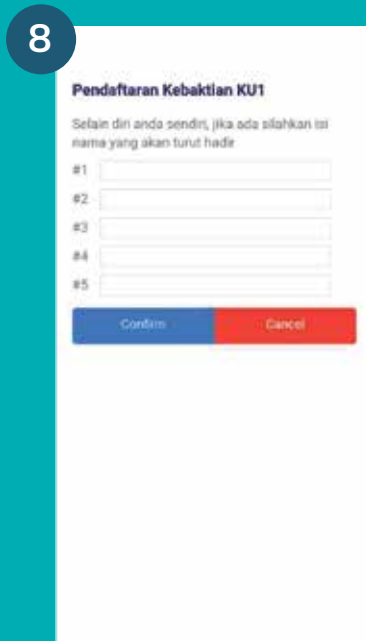 8
Pendaftaran Kebaktian KU1
Selain diri anda sendiri, jika ada silahkan isi
nama yang akan turut hadir
#1
#2
#3
#4
#5
Confirm Cancel